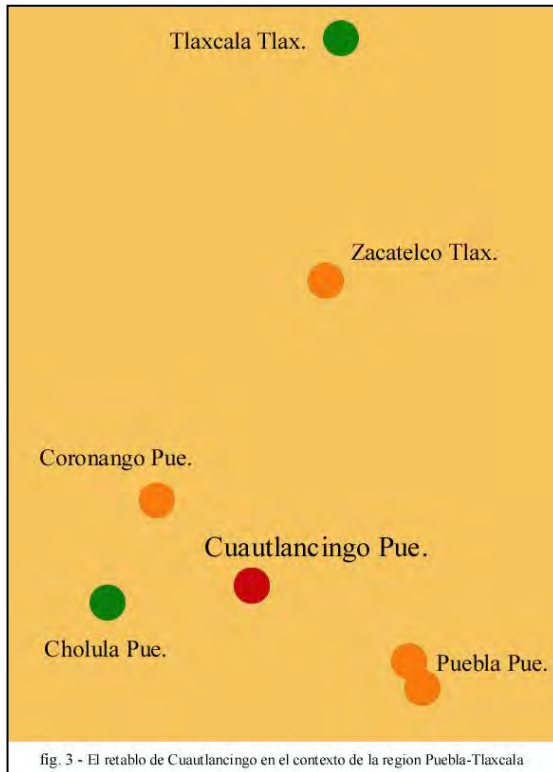 Tlaxcala Tlax.
Zacatelco Tlax.
Coronango Pue.
Cuautlancingo Pue.
Cholula Pue.
Puebla Pue.
fig. 3 - El retablo de Cuautlancingo en el contexto de la region Puebla-Tlaxcala